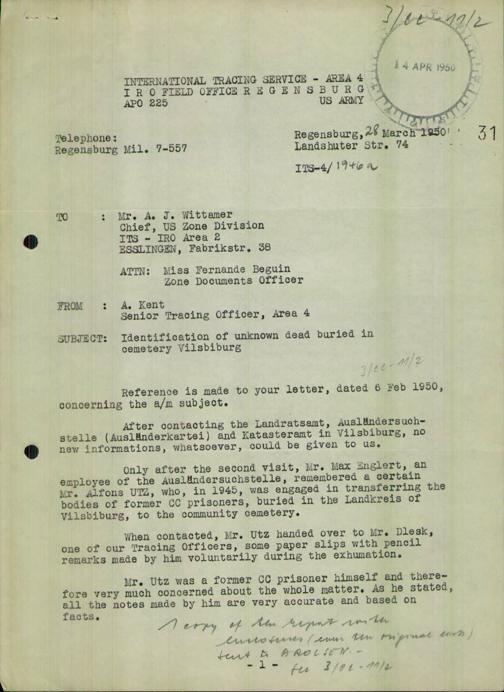 3/CC-11/2
14 APR 1950
INTERNATIONAL TRACING SERVICE - AREA 4
I R O FIELD OFFICE R E G E N S B U R G
APO 225 US ARMY
Telephone:
Regensburg Mil. 7-557
Regensburg, 28 March 1950
Landshuter Str. 74
31
ITS-4/1946a
TO : Mr. A. J. Wittamer
Chief, US Zone Division
ITS - IRO Area 2
ESSLINGEN, Fabrikstr. 38
ATTN: Miss Fernande Beguin
Zone Documents Officer
FROM : A. Kent
Senior Tracing Officer, Area 4
SUBJECT: Identification of unknown dead buried in
cemetery Vilsbiburg
3/CC-11/2
Reference is made to your letter, dated 6 Feb 1950,
concerning the a/m subject.
After contacting the Landratsamt, Ausländersuch-
stelle (Ausländerkartei) and Katasteramt in Vilsbiburg, no
new informations, whatsoever, could be given to us.
Only after the second visit, Mr. Max Englert, an
employee of the Ausländersuchstelle, remembered a certain
Mr. Alfons UTZ, who, in 1945, was engaged in transferring the
bodies of former CC prisoners, buried in the Landkreis of
Vilsbiburg, to the community cemetery.
When contacted, Mr. Utz handed over to Mr. Dlesk,
one of our Tracing Officers, some paper slips with pencil
remarks made by him voluntarily during the exhumation.
Mr. Utz was a former CC prisoner himself and there-
fore very much concerned about the whole matter. As he stated,
all the notes made by him are very accurate and based on
facts.
1 copy of the report with
enclosures (even the original ) 
sent to AROLSEN -
- 1 - 3/CC-11/2